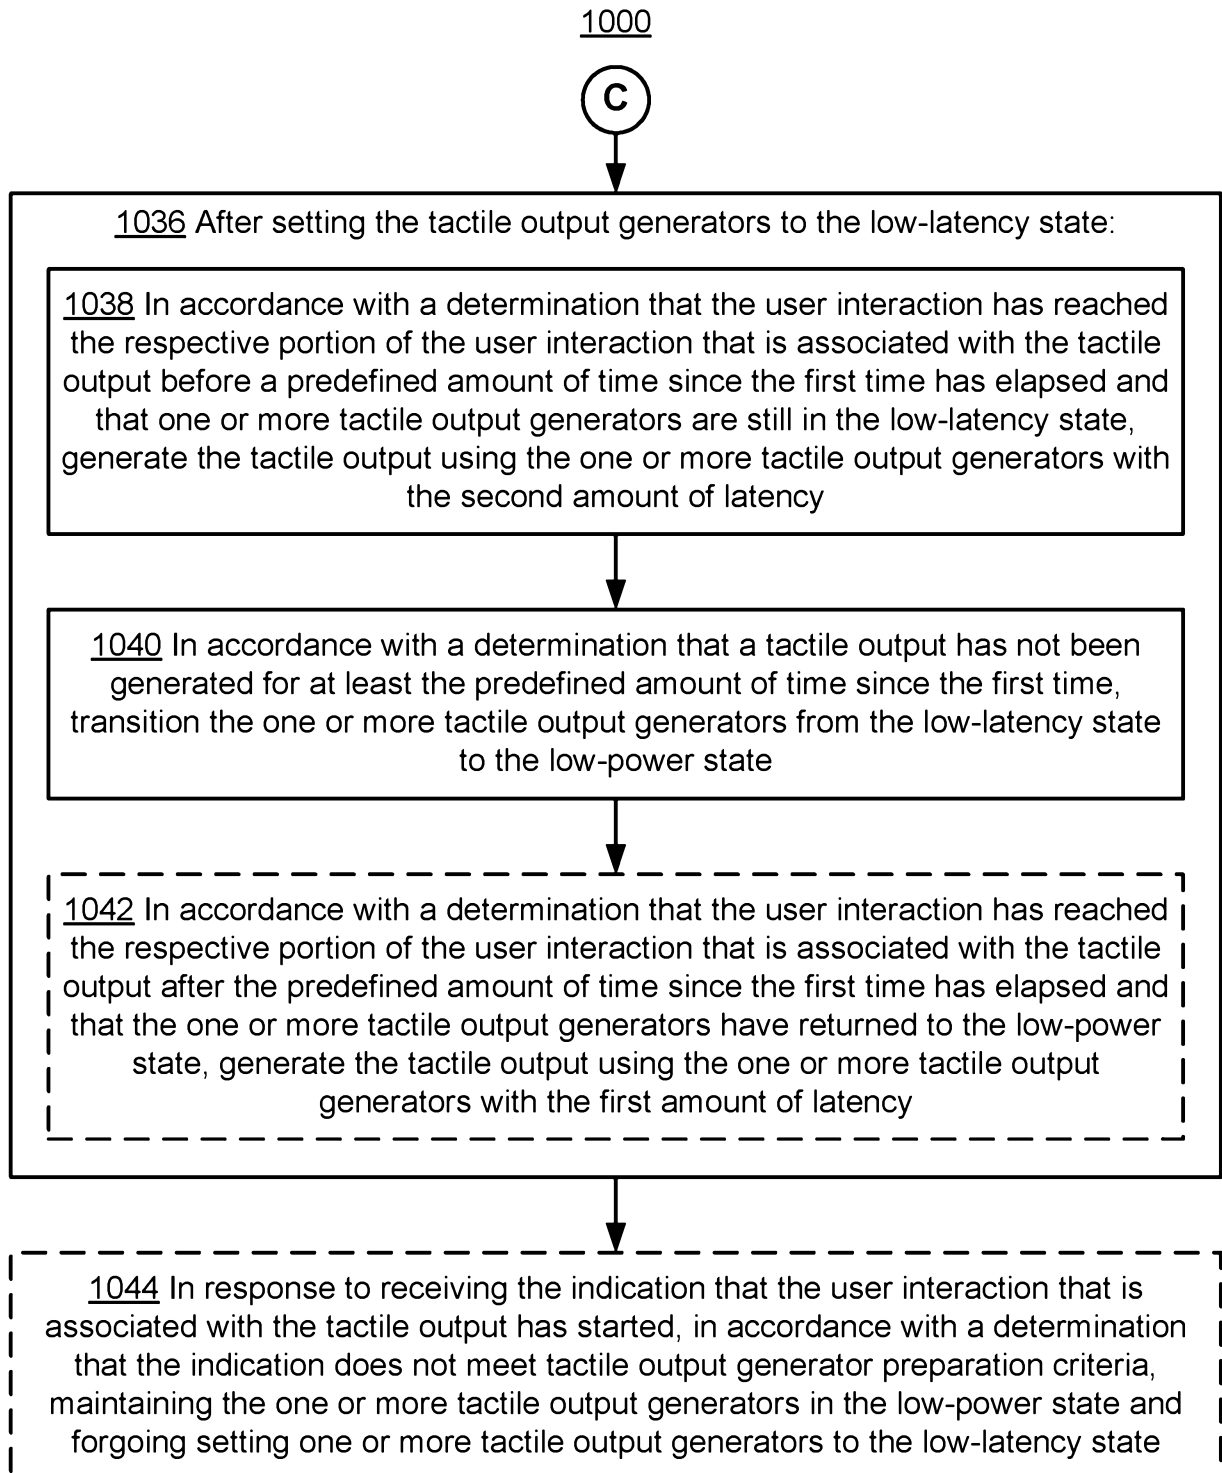 1000
C
1036 After setting the tactile output generators to the low-latency state:
1038 In accordance with a determination that the user interaction has reached
the respective portion of the user interaction that is associated with the tactile
output before a predefined amount of time since the first time has elapsed and
that one or more tactile output generators are still in the low-latency state,
generate the tactile output using the one or more tactile output generators with
the second amount of latency
1040 In accordance with a determination that a tactile output has not been
generated for at least the predefined amount of time since the first time,
transition the one or more tactile output generators from the low-latency state
to the low-power state
1042 In accordance with a determination that the user interaction has reached
the respective portion of the user interaction that is associated with the tactile
output after the predefined amount of time since the first time has elapsed and
that the one or more tactile output generators have returned to the low-power
state, generate the tactile output using the one or more tactile output
generators with the first amount of latency
1044 In response to receiving the indication that the user interaction that is
associated with the tactile output has started, in accordance with a determination
that the indication does not meet tactile output generator preparation criteria,
maintaining the one or more tactile output generators in the low-power state and
forgoing setting one or more tactile output generators to the low-latency state